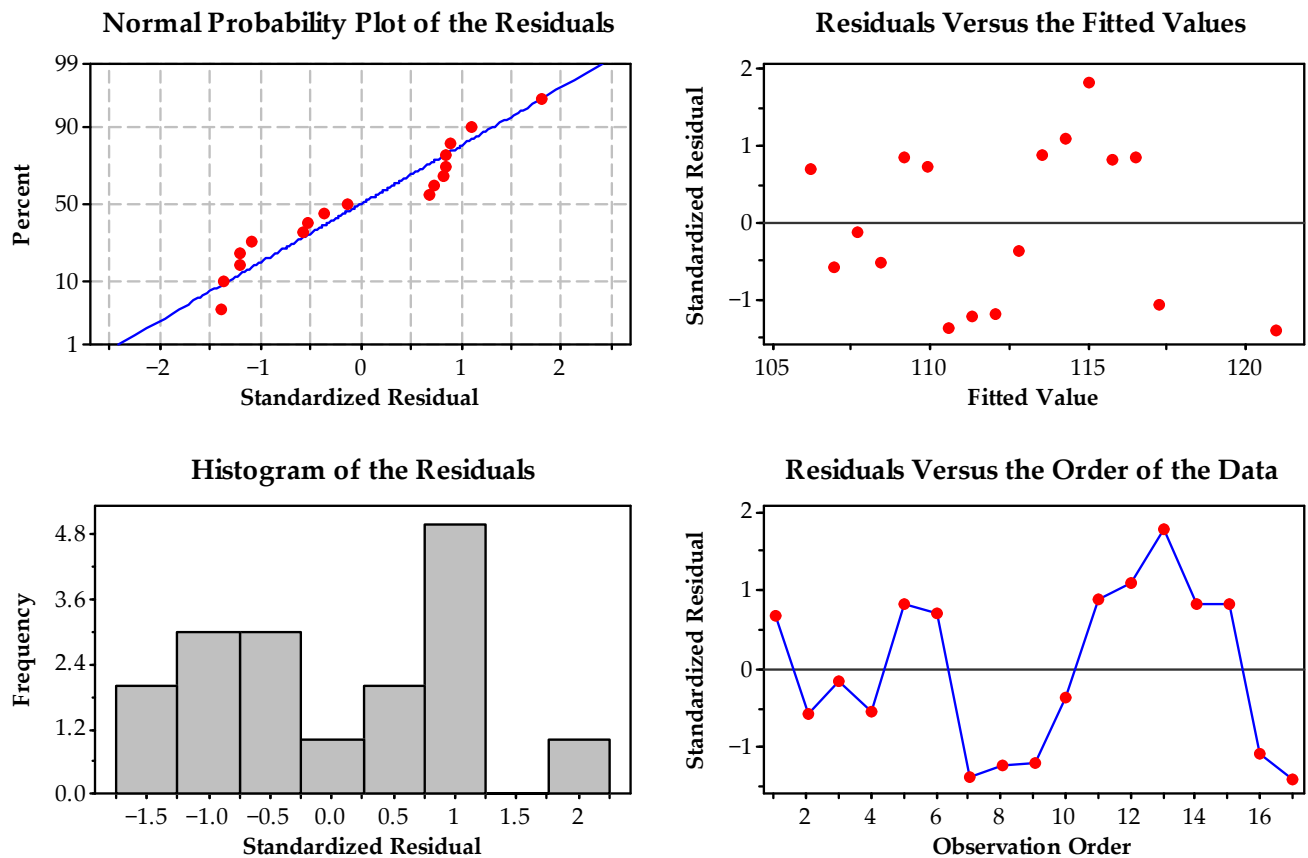 Normal Probability Plot of the Residuals
99
90
50
10
1
Percent
−2 −1 0 1 2
Standardized Residual
Residuals Versus the Fitted Values
2
1
0
−1
Standardized Residual
105 110 115 120
Fitted Value
Histogram of the Residuals
4.8
3.6
2.4
1.2
0.0
Frequency
−1.5 −1.0 −0.5 0.0 0.5 1 1.5 2
Standardized Residual
Residuals Versus the Order of the Data
2
1
0
−1
Standardized Residual
2 4 6 8 10 12 14 16
Observation Order